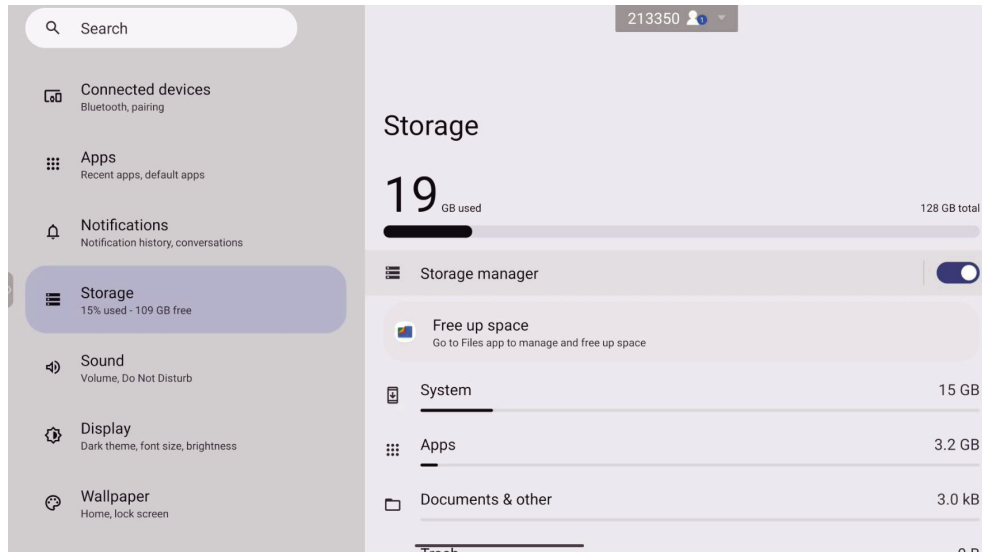 Search
Connected devices
Bluetooth, pairing
Apps
Recent apps, default apps
Notifications
Notification history, conversations
Storage
15% used - 109 GB free
Sound
Volume, Do Not Disturb
Display
Dark theme, font size, brightness
Wallpaper
Home, lock screen
213350 1
Storage
19 GB used
128 GB total
Storage manager
Free up space
Go to Files app to manage and free up space
System 15 GB
Apps 3.2 GB
Documents & other 3.0 kB
Trash 0 B